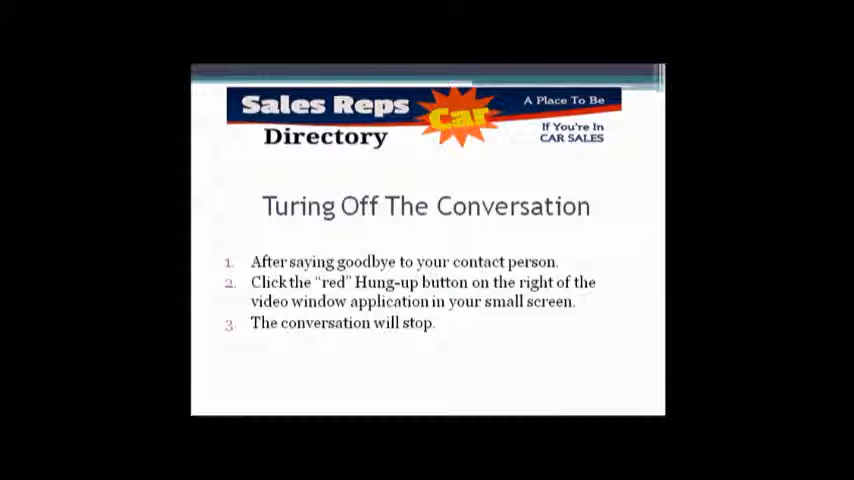 Sales Reps
Car
A Place To Be
Directory
If You're In
CAR SALES
Turing Off The Conversation
1. After saying goodbye to your contact person.
2. Click the “red” Hung-up button on the right of the
video window application in your small screen.
3. The conversation will stop.